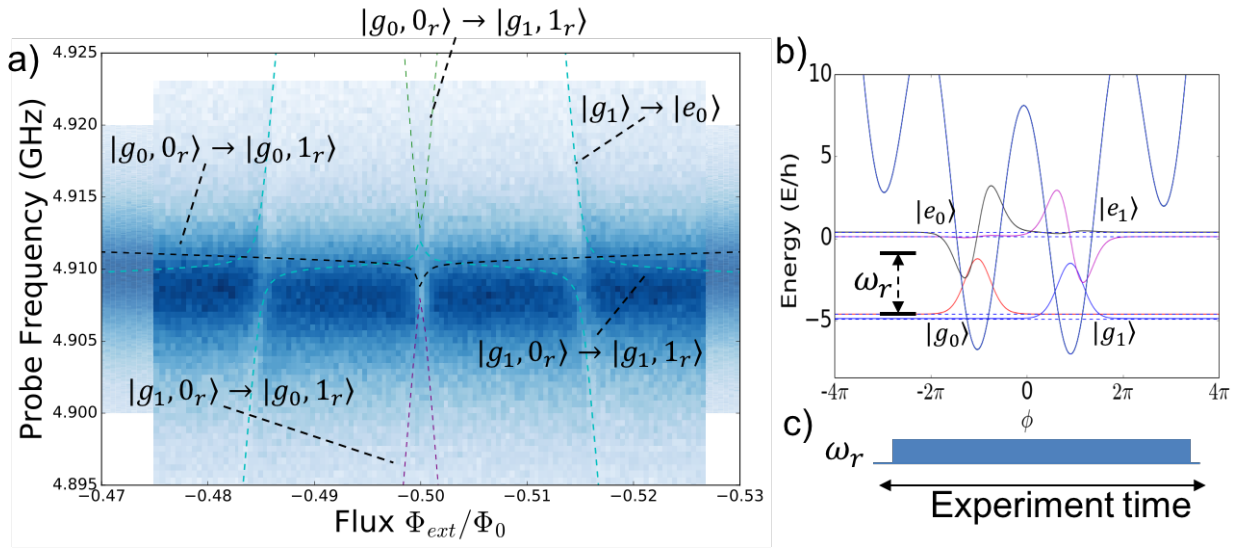 a)
|g₀, 0ᵣ⟩ → |g₁, 1ᵣ⟩
|g₁⟩ → |e₀⟩
|g₀, 0ᵣ⟩ → |g₀, 1ᵣ⟩
|g₁, 0ᵣ⟩ → |g₁, 1ᵣ⟩
|g₁, 0ᵣ⟩ → |g₀, 1ᵣ⟩
Probe Frequency (GHz)
4.925
4.920
4.915
4.910
4.905
4.900
4.895
−0.47
−0.48
−0.49
−0.50
−0.51
−0.52
−0.53
Flux Φ_ext/Φ₀
b)
Energy (E/h)
10
5
0
−5
|e₀⟩
|e₁⟩
ωᵣ
|g₀⟩
|g₁⟩
−4π
−2π
0
2π
4π
ϕ
c)
ωᵣ
Experiment time